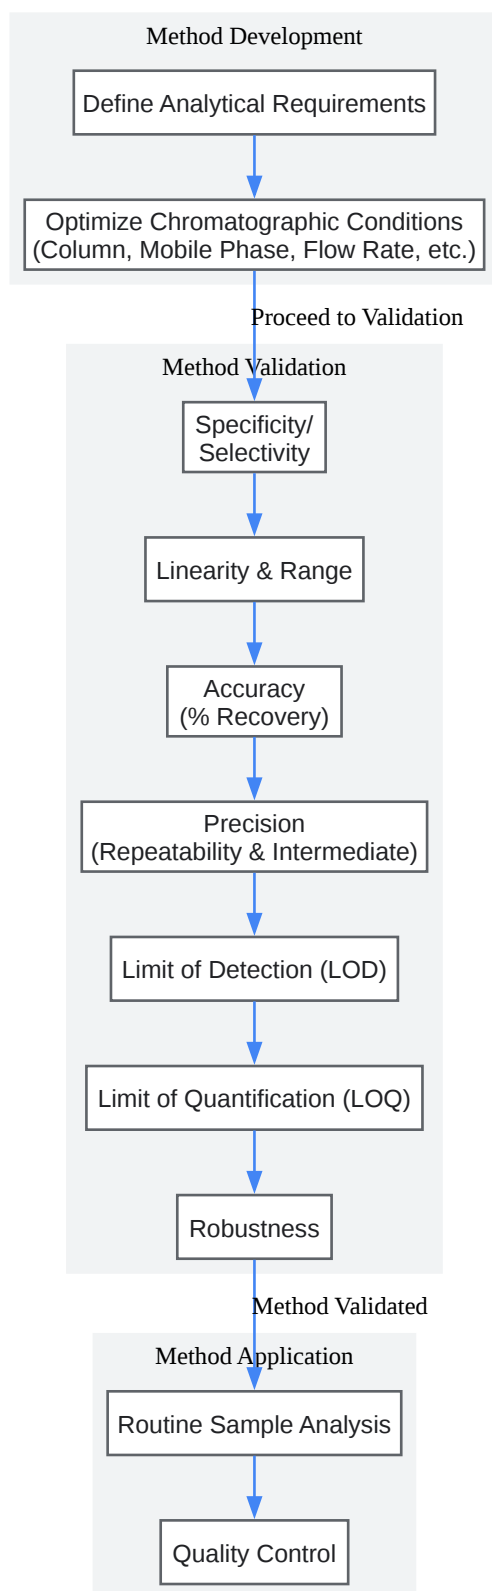 Method Development
Define Analytical Requirements
Optimize Chromatographic Conditions
(Column, Mobile Phase, Flow Rate, etc.)
Proceed to Validation
Method Validation
Specificity/
Selectivity
Linearity & Range
Accuracy
(% Recovery)
Precision
(Repeatability & Intermediate)
Limit of Detection (LOD)
Limit of Quantification (LOQ)
Robustness
Method Validated
Method Application
Routine Sample Analysis
Quality Control